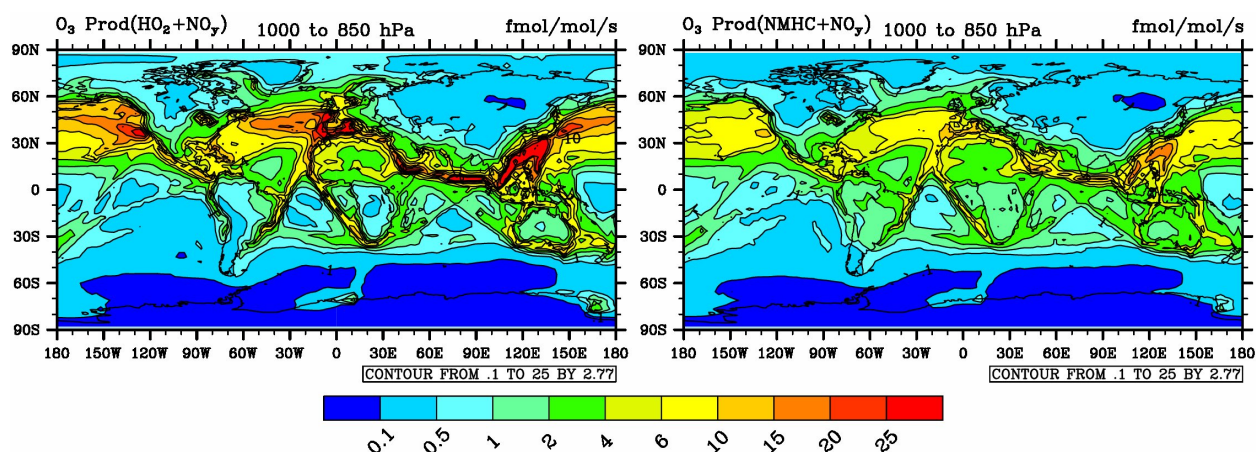 O₃ Prod(HO₂+NOᵧ) 1000 to 850 hPa fmol/mol/s
90N
60N
30N
0
30S
60S
90S
180 150W 120W 90W 60W 30W 0 30E 60E 90E 120E 150E 180
CONTOUR FROM .1 TO 25 BY 2.77
O₃ Prod(NMHC+NOᵧ) 1000 to 850 hPa fmol/mol/s
90N
60N
30N
0
30S
60S
90S
180 150W 120W 90W 60W 30W 0 30E 60E 90E 120E 150E 180
CONTOUR FROM .1 TO 25 BY 2.77
0.1 0.5 1 2 4 6 10 15 20 25